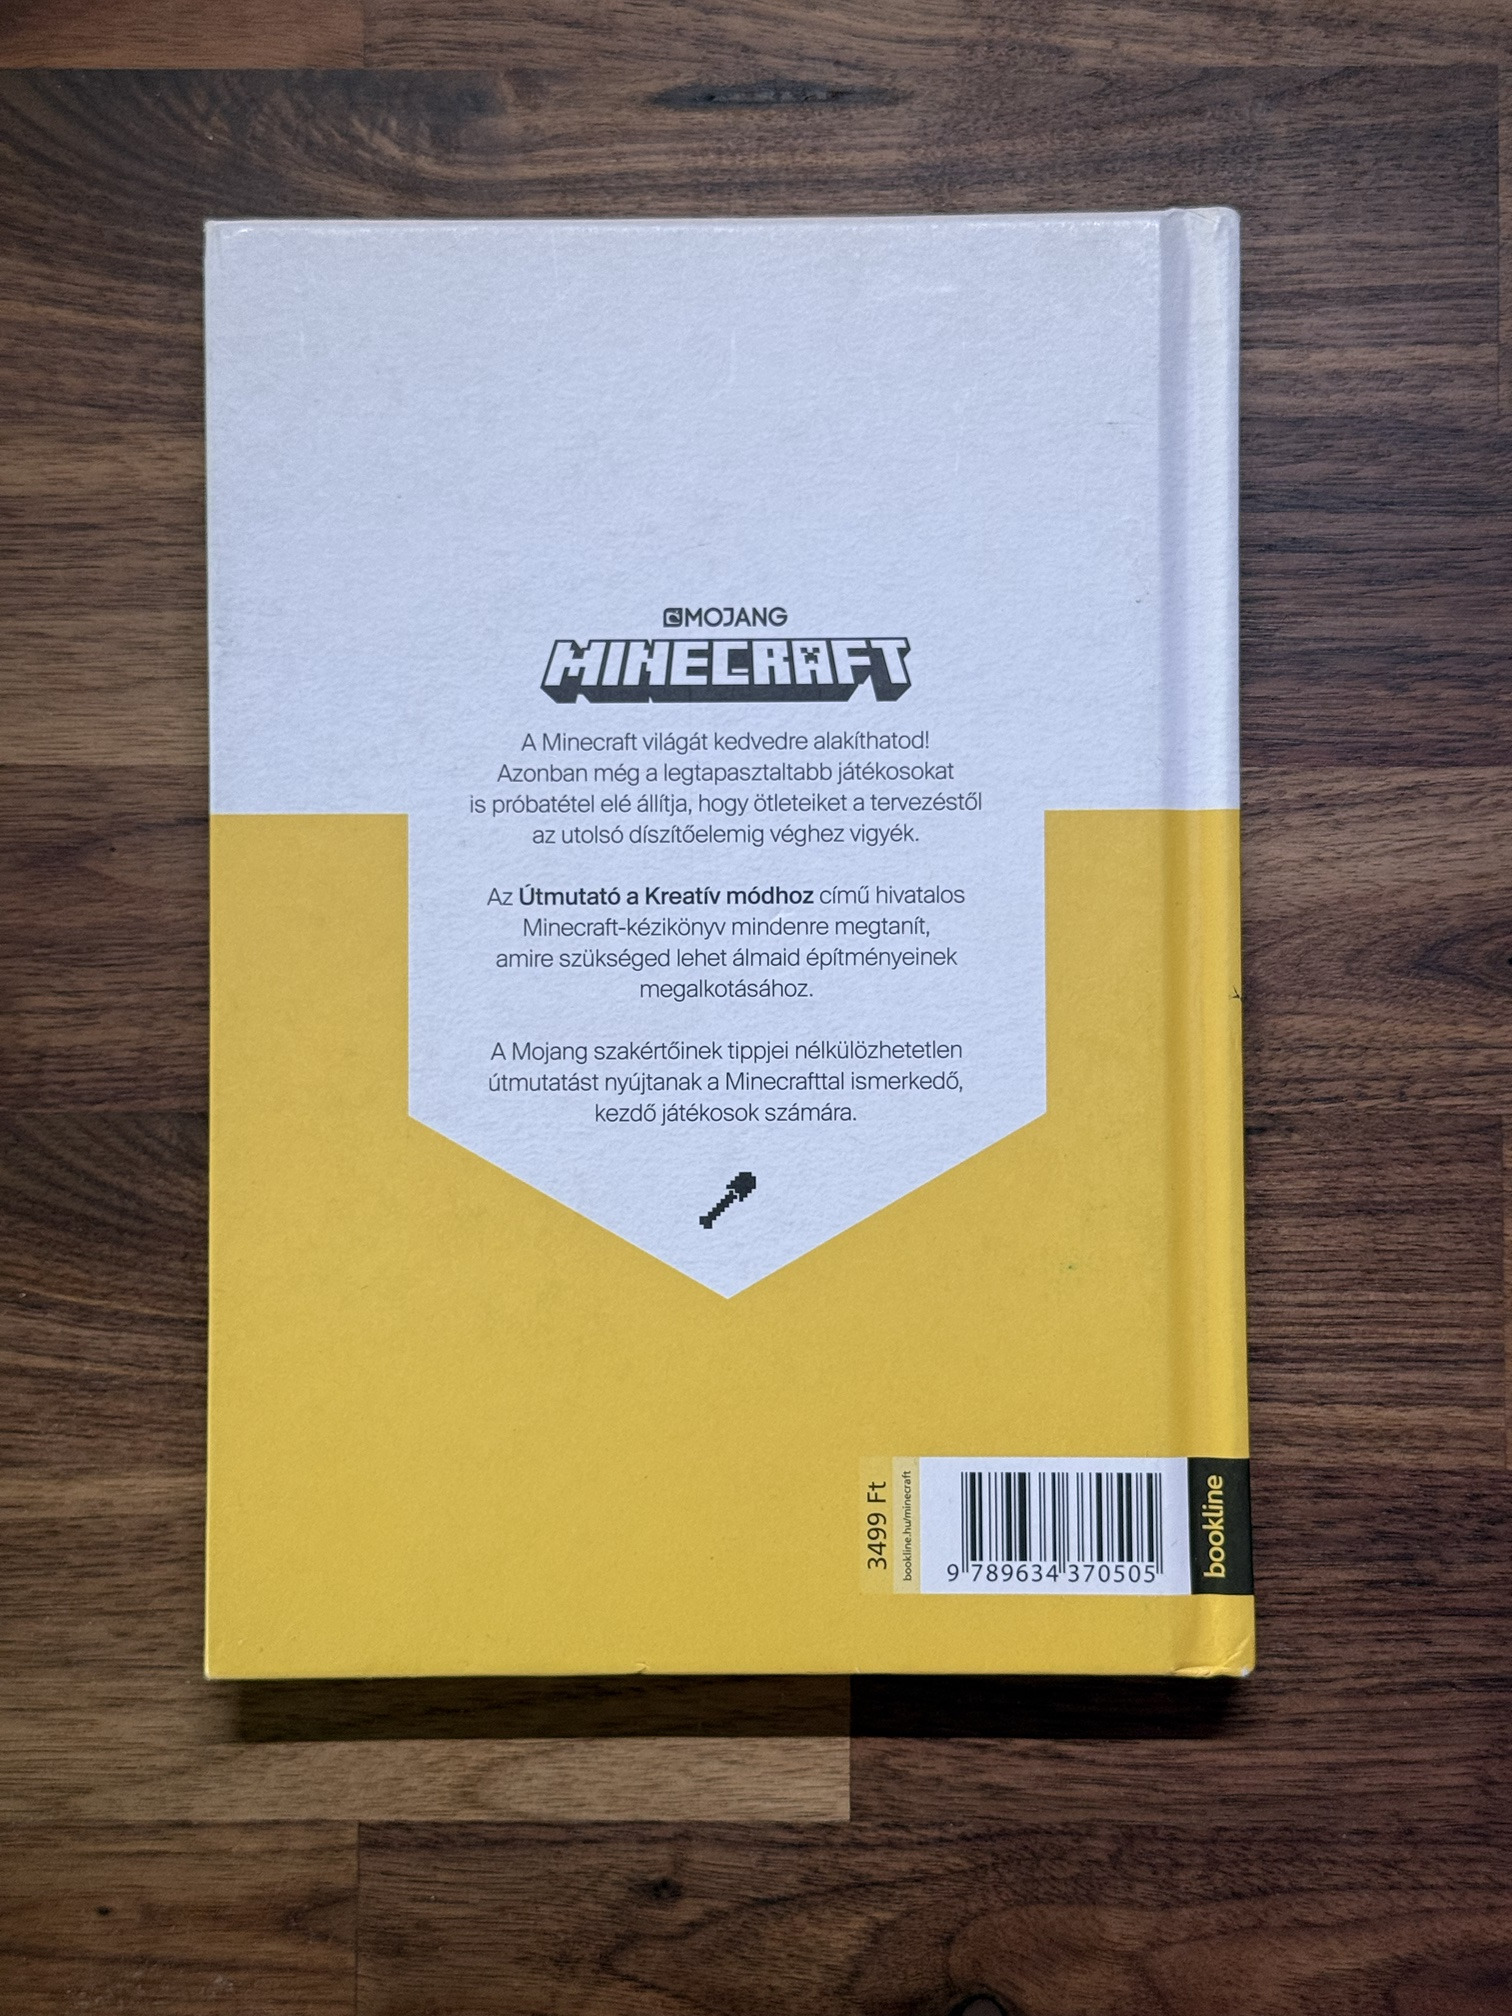 MOJANG
MINECRAFT
A Minecraft világát kedvedre alakíthatod!
Azonban még a legtapasztaltabb játékosokat
is próbatétel elé állítja, hogy ötleteiket a tervezéstől
az utolsó díszítőelemig véghez vigyék.
Az Útmutató a Kreatív módhoz című hivatalos
Minecraft-kézikönyv mindenre megtanít,
amire szükséged lehet álmaid építményeinek
megalkotásához.
A Mojang szakértőinek tippjei nélkülözhetetlen
útmutatást nyújtanak a Minecrafttal ismerkedő,
kezdő játékosok számára.
3499 Ft
bookline.hu/minecraft
9 789634 370505
bookline